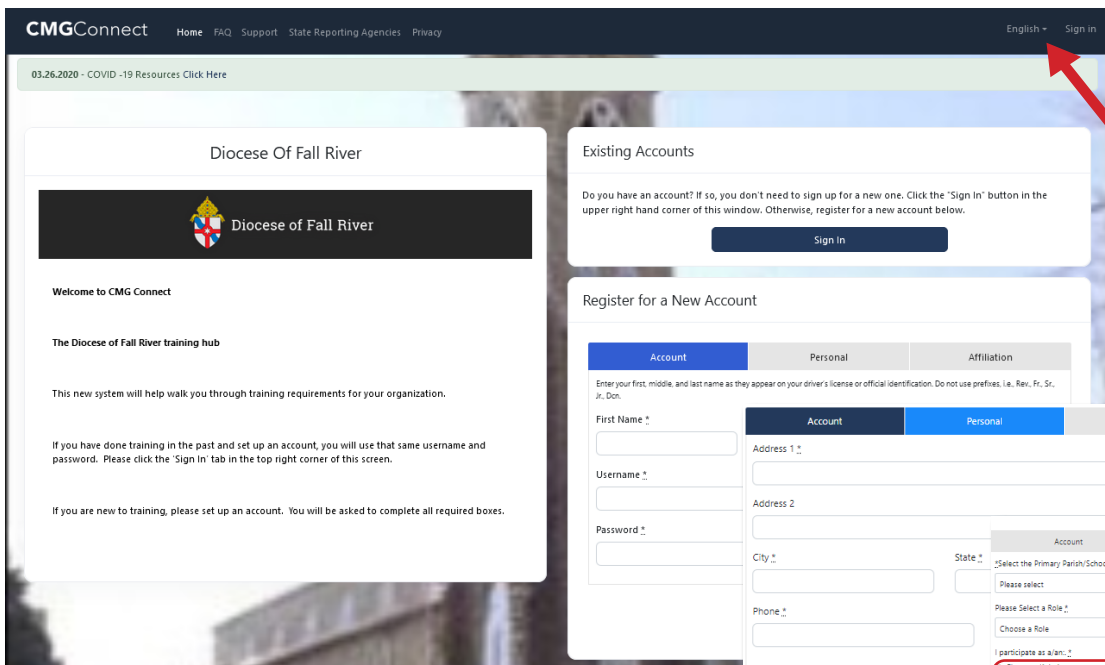 CMGConnect Home FAQ Support State Reporting Agencies Privacy English Sign in
03.26.2020 - COVID -19 Resources Click Here
Diocese Of Fall River
Diocese of Fall River
Welcome to CMG Connect
The Diocese of Fall River training hub
This new system will help walk you through training requirements for your organization.
If you have done training in the past and set up an account, you will use that same username and
password. Please click the 'Sign In' tab in the top right corner of this screen.
If you are new to training, please set up an account. You will be asked to complete all required boxes.
Existing Accounts
Do you have an account? If so, you don't need to sign up for a new one. Click the "Sign In" button in the
upper right hand corner of this window. Otherwise, register for a new account below.
Sign In
Register for a New Account
Account Personal Affiliation
Enter your first, middle, and last name as they appear on your driver's license or official identification. Do not use prefixes, i.e., Rev., Fr., Sr.,
Jr., Dcn.
First Name *
Username *
Password *
Account Personal
Address 1 *
Address 2
City * State *
Phone *
Account
*Select the Primary Parish/Schoo
Please select
Please Select a Role *
Choose a Role
I participate as a/an: *